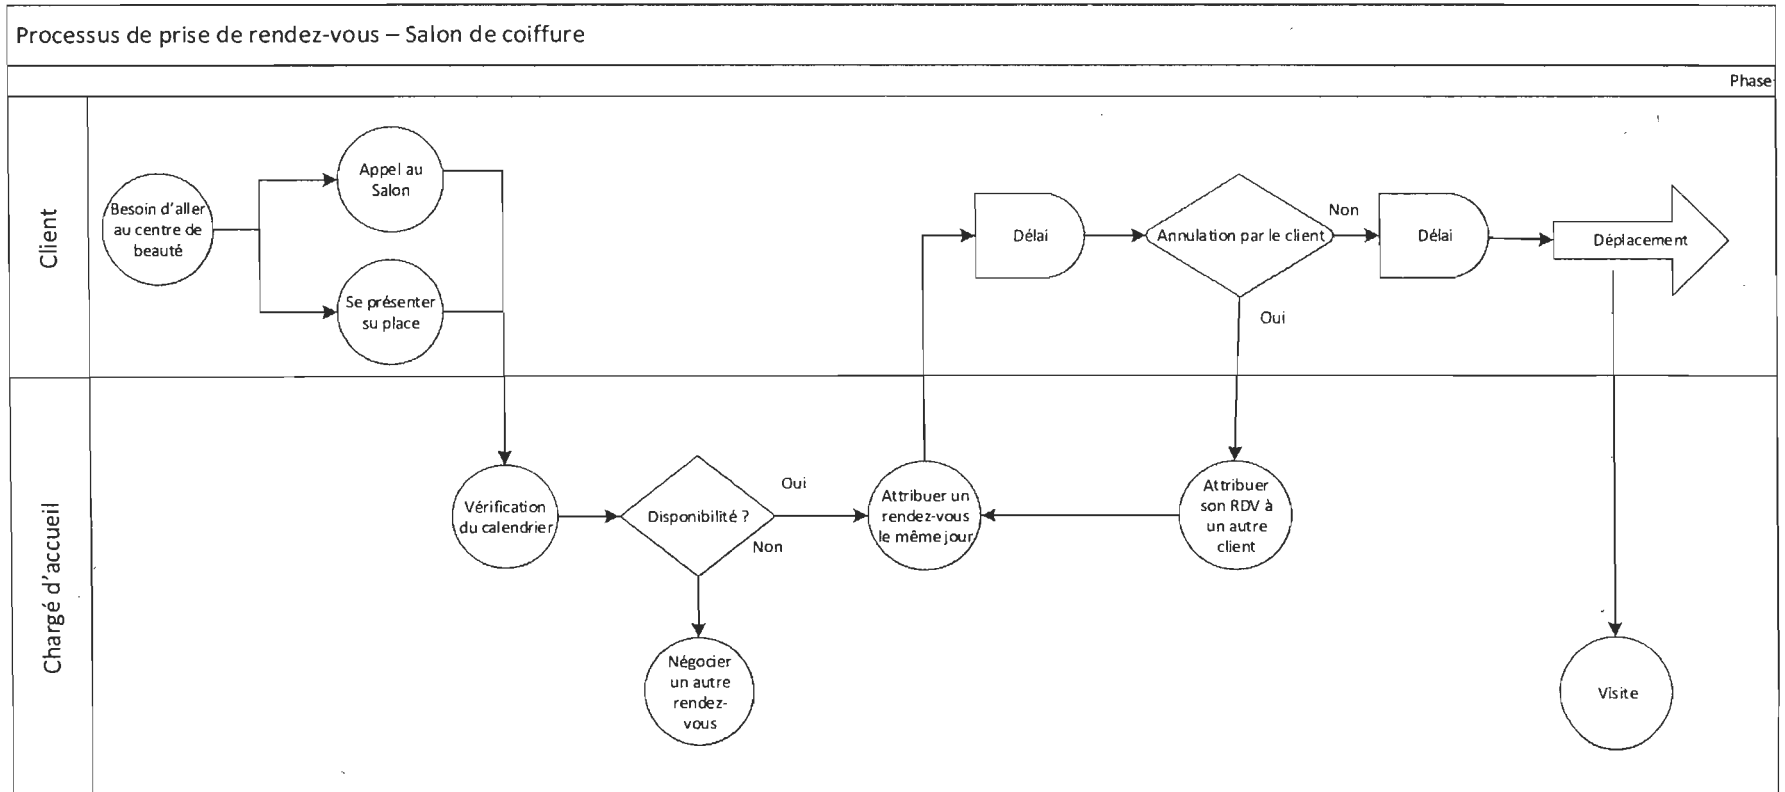 Processus de prise de rendez-vous – Salon de coiffure
Phase
Client
Besoin d'aller
au centre de
beauté
Appel au
Salon
Se présenter
su place
Délai
Annulation par le client
Non
Oui
Délai
Déplacement
Chargé d'accueil
Vérification
du calendrier
Disponibilité ?
Oui
Non
Négocier
un autre
rendez-
vous
Attribuer un
rendez-vous
le même jour
Attribuer
son RDV à
un autre
client
Visite